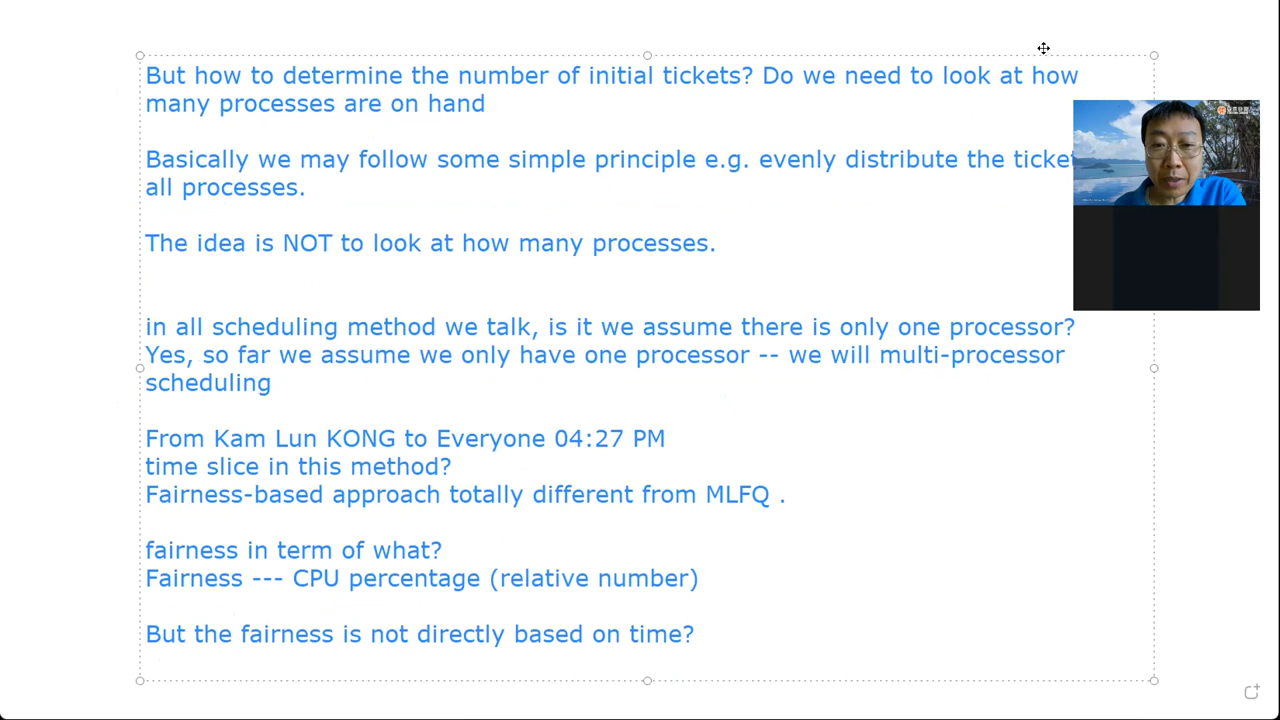 But how to determine the number of initial tickets? Do we need to look at how
many processes are on hand
Basically we may follow some simple principle e.g. evenly distribute the ticket
all processes.
The idea is NOT to look at how many processes.
in all scheduling method we talk, is it we assume there is only one processor?
Yes, so far we assume we only have one processor -- we will multi-processor
scheduling
From Kam Lun KONG to Everyone 04:27 PM
time slice in this method?
Fairness-based approach totally different from MLFQ .
fairness in term of what?
Fairness --- CPU percentage (relative number)
But the fairness is not directly based on time?